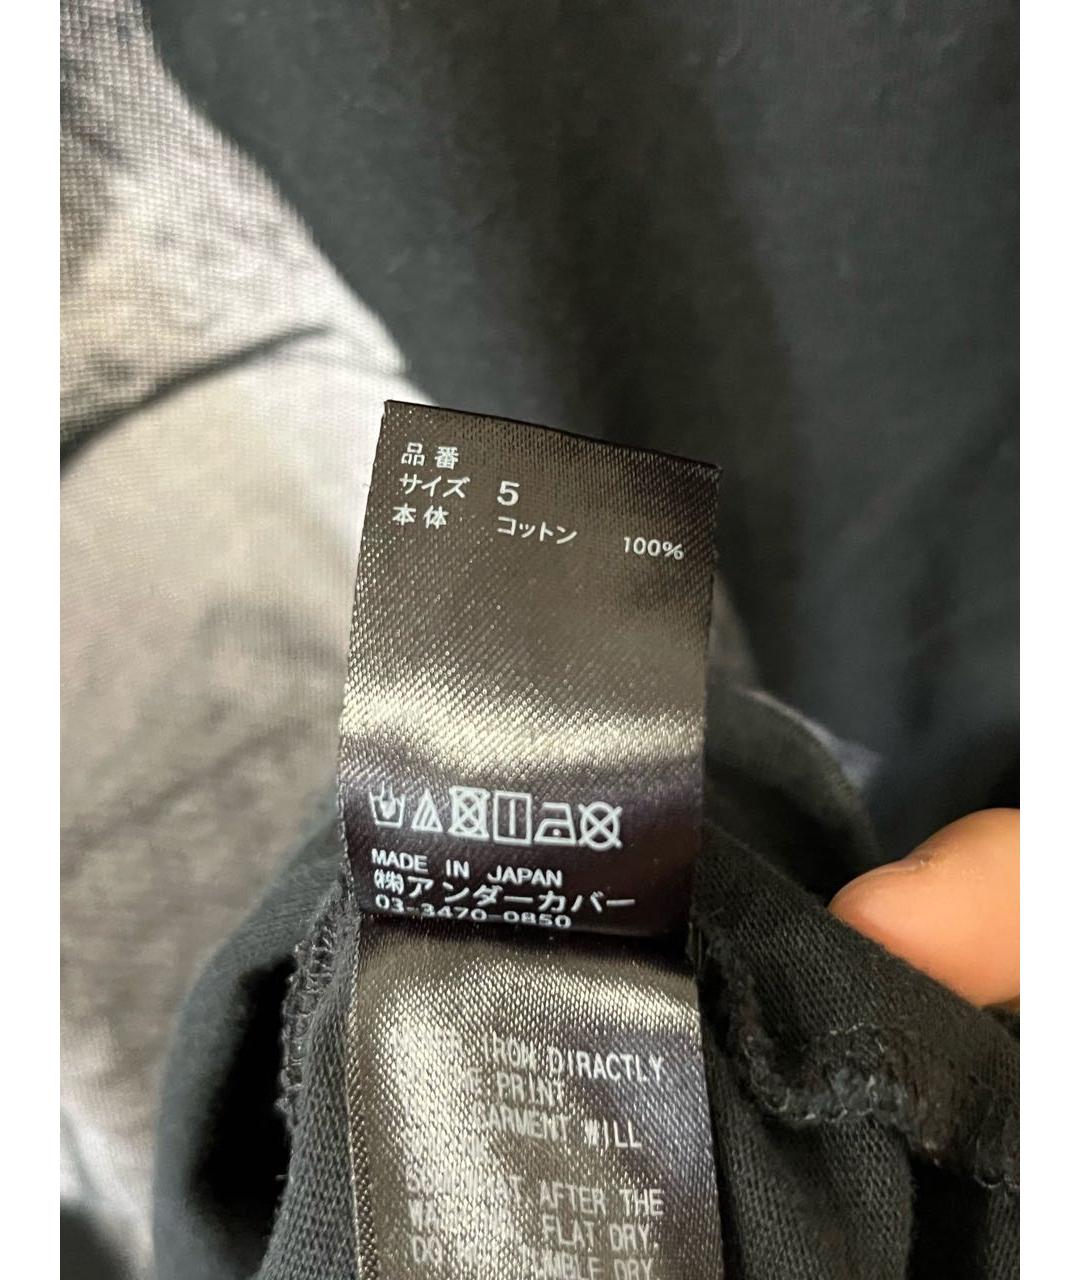 品番
サイズ 5
本体 コットン 100%
MADE IN JAPAN
㈱アンダーカバー
03-3470-0850
IRON DIRACTLY
PRINT
GARMENT WILL
AFTER THE
FLAT DRY.
DO TUMBLE DRY.